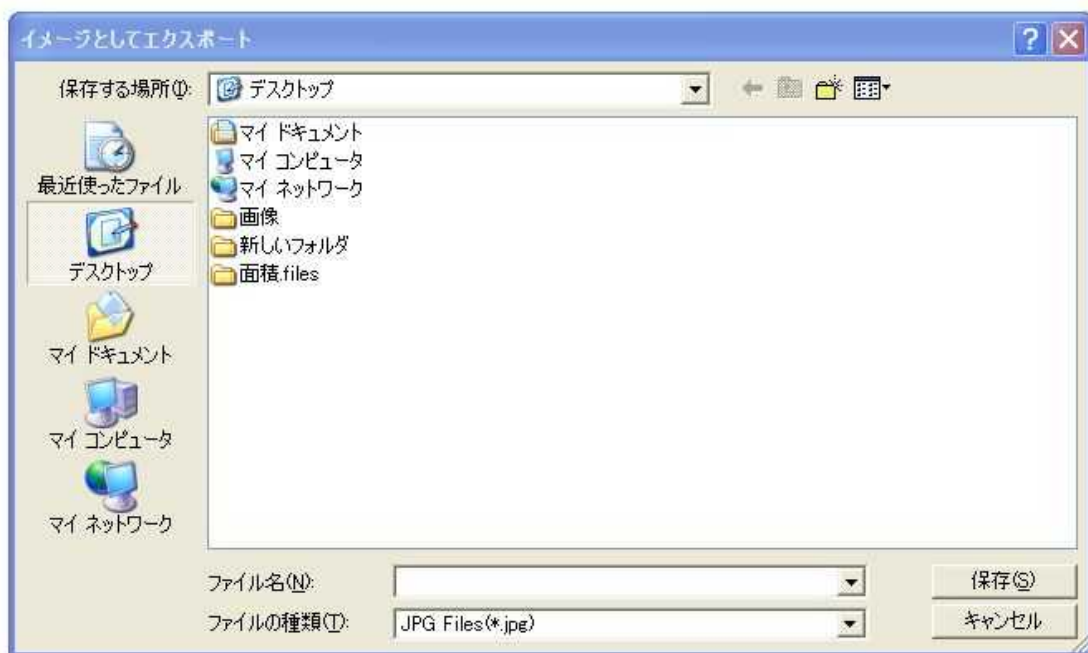 イメージとしてエクスポート
保存する場所(I):
デスクトップ
最近使ったファイル
デスクトップ
マイ ドキュメント
マイ コンピュータ
マイ ネットワーク
マイ ドキュメント
マイ コンピュータ
マイ ネットワーク
画像
新しいフォルダ
面積.files
ファイル名(N):
保存(S)
ファイルの種類(T):
JPG Files(*.jpg)
キャンセル